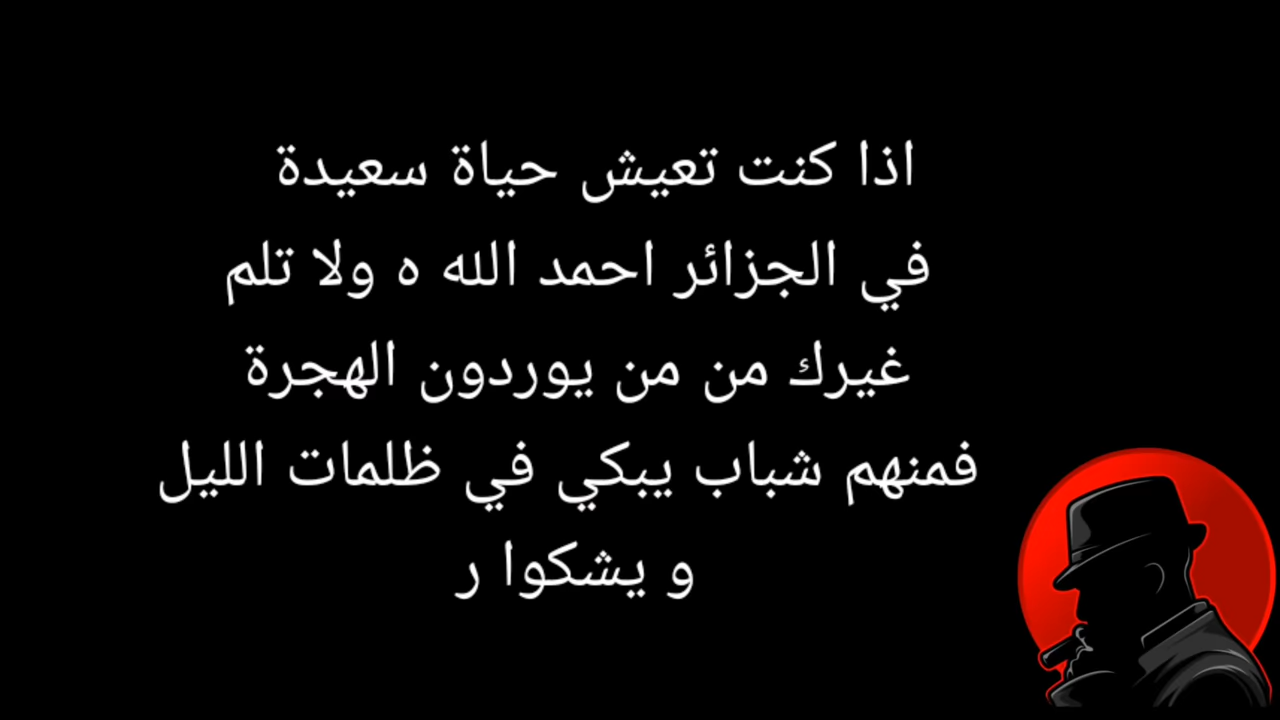 اذا كنت تعيش حياة سعيدة
في الجزائر احمد الله ه ولا تلم
غيرك من من يوردون الهجرة
فمنهم شباب يبكي في ظلمات الليل
و يشكوا ر